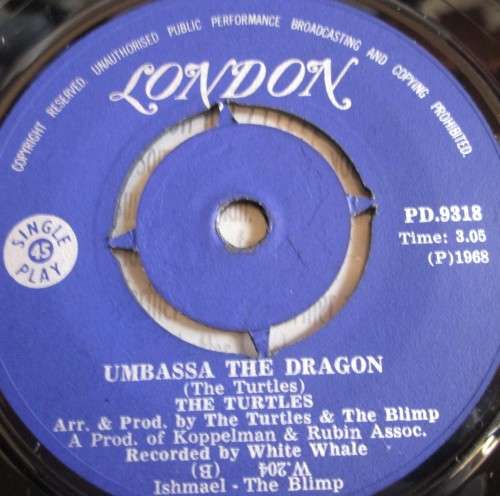 COPYRIGHT RESERVED. UNAUTHORISED PUBLIC PERFORMANCE BROADCASTING AND COPYING PROHIBITED.
LONDON
SINGLE
45
PLAY
PD.9318
Time: 3.05
(P)1968
UMBASSA THE DRAGON
(The Turtles)
THE TURTLES
Arr. & Prod. by The Turtles & The Blimp
A Prod. of Koppelman & Rubin Assoc.
Recorded by White Whale
(B) W.204
Ishmael - The Blimp